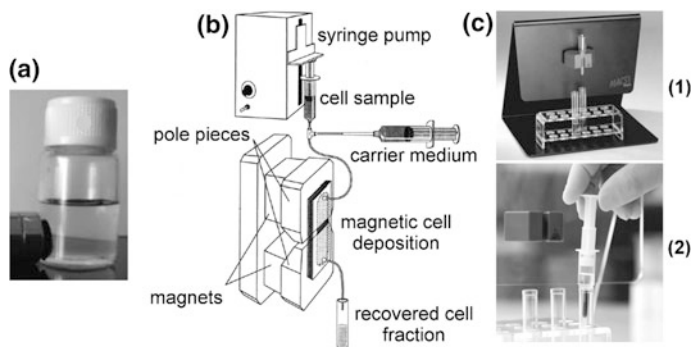 (a)
(b)
syringe pump
cell sample
pole pieces
carrier medium
magnetic cell
deposition
magnets
recovered cell
fraction
(c)
(1)
(2)